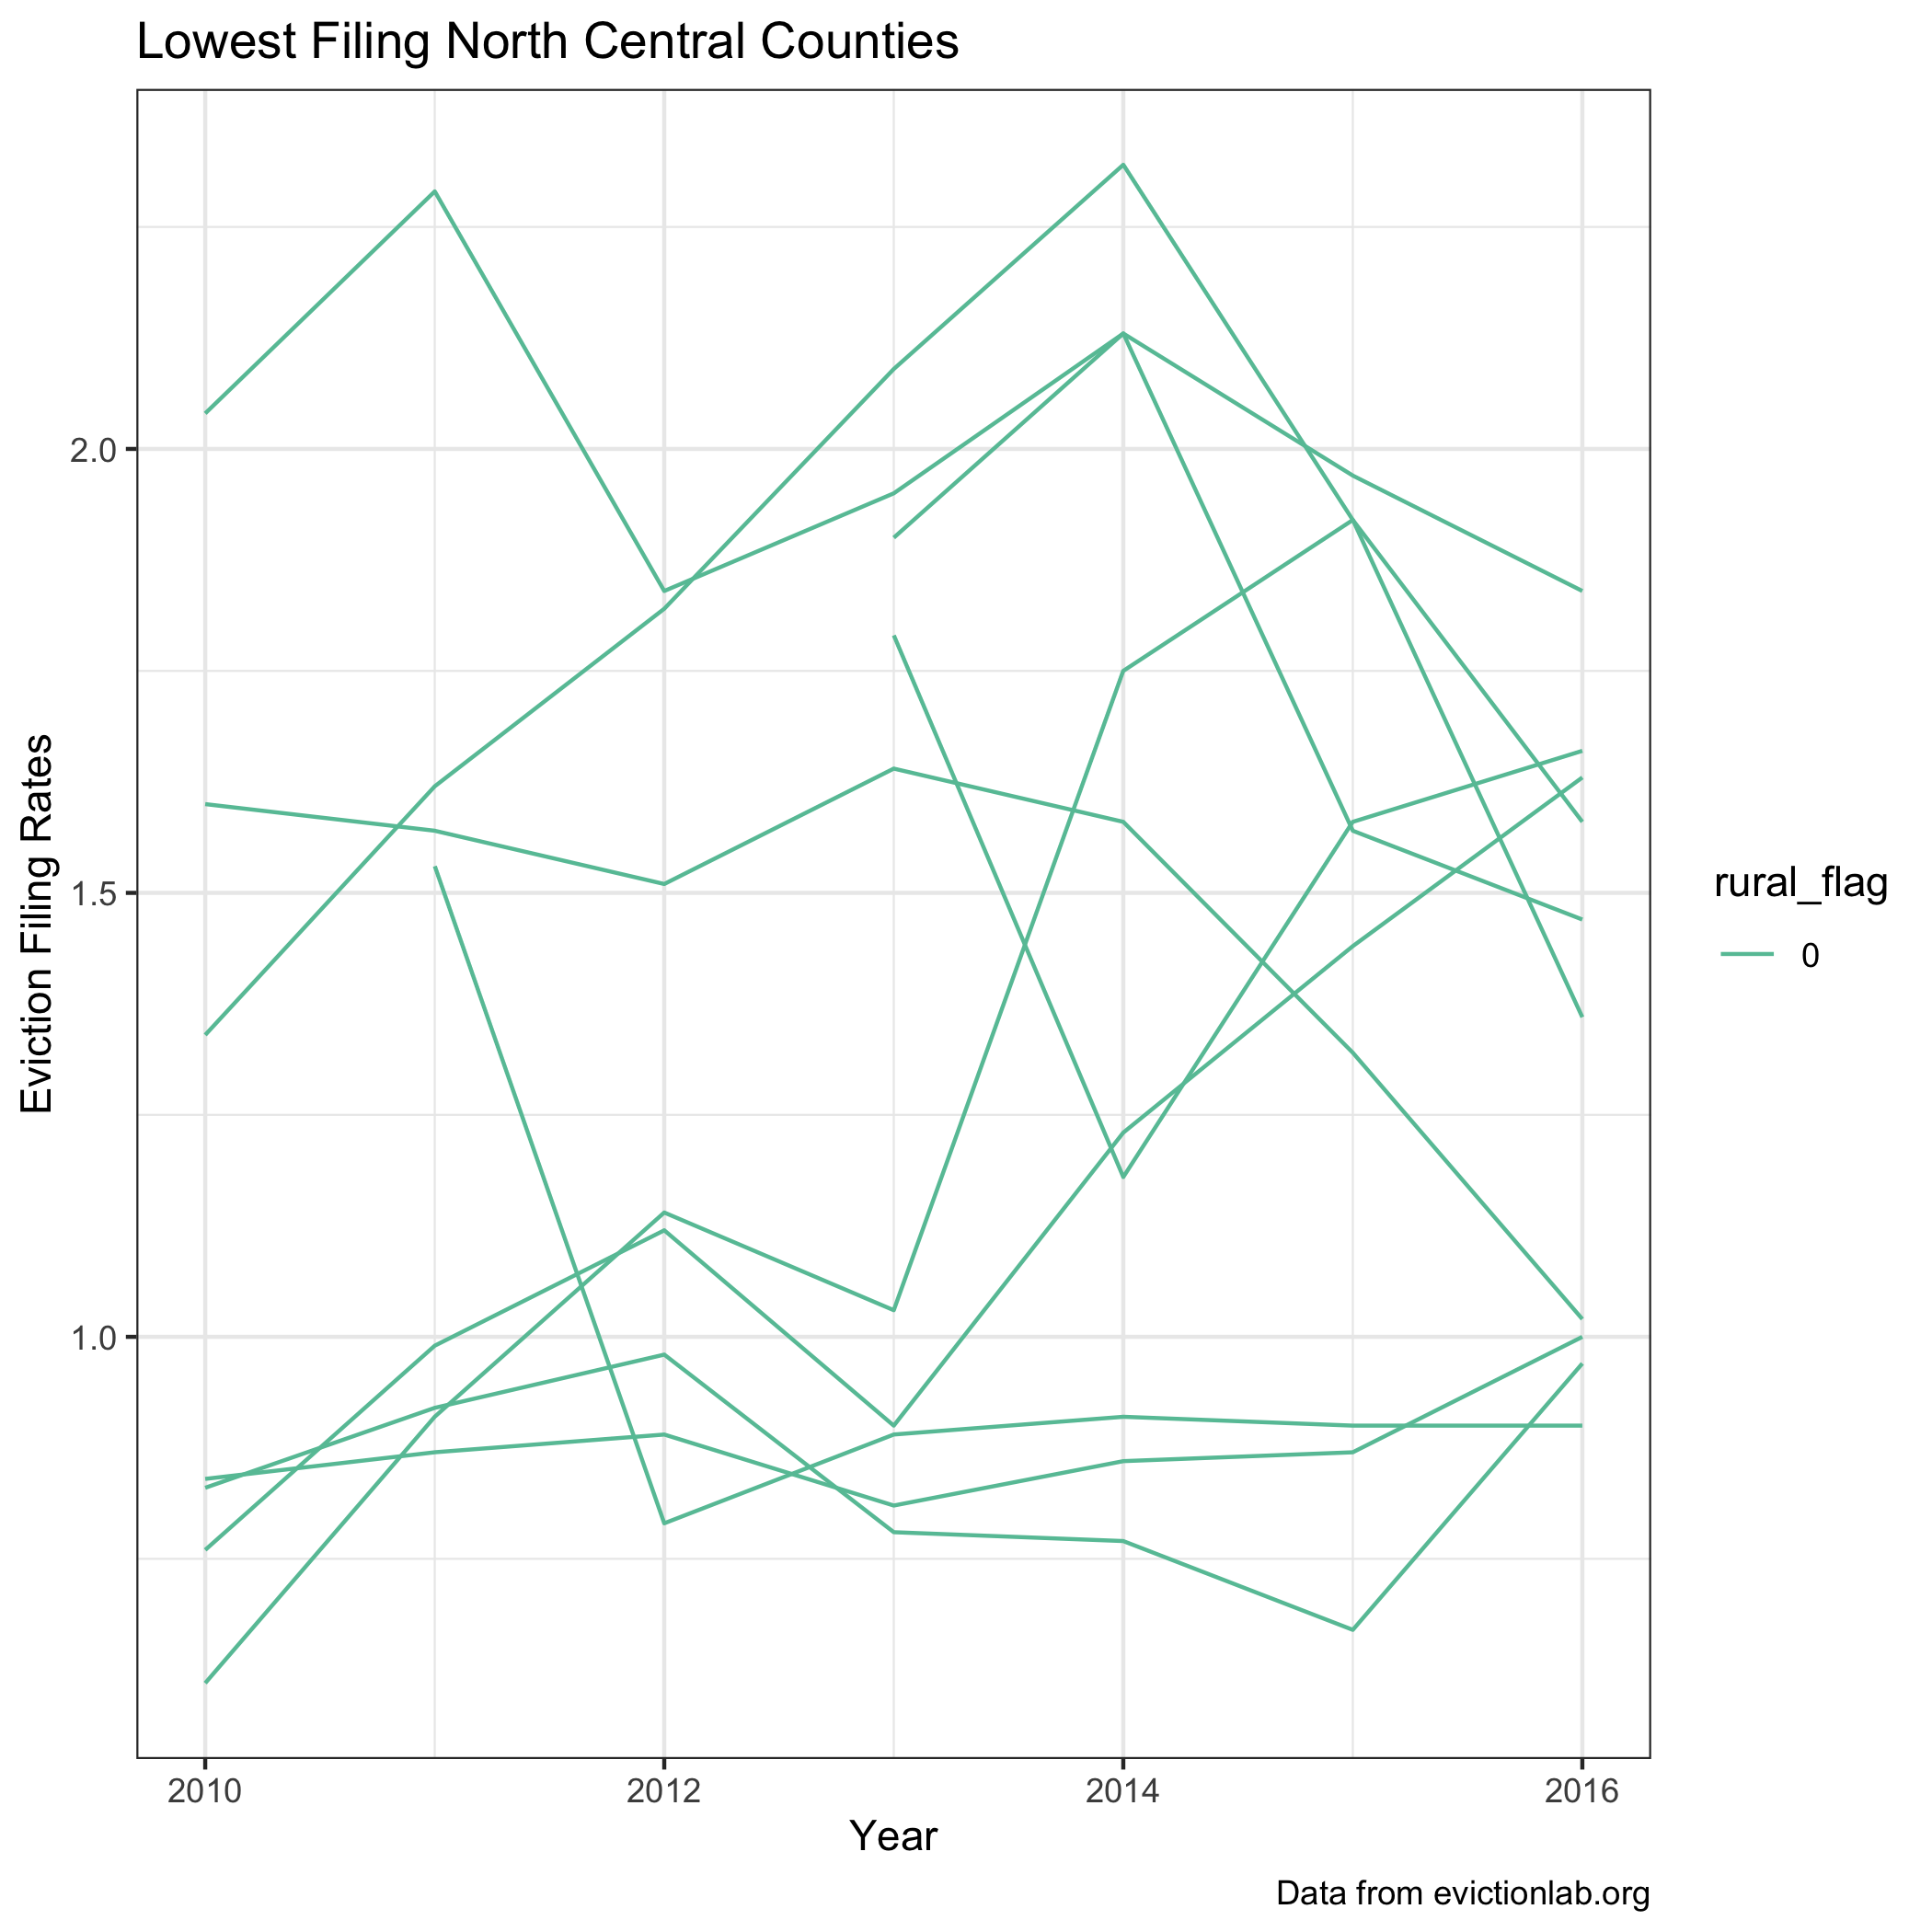 Lowest Filing North Central Counties
Eviction Filing Rates
2.0
1.5
1.0
2010 2012 2014 2016
Year
rural_flag
0
Data from evictionlab.org